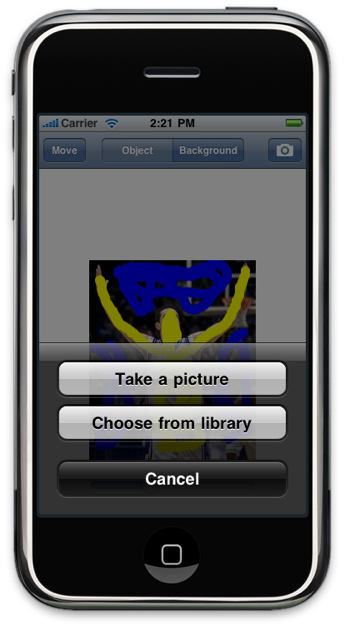 Carrier 2:21 PM
Move Object Background
Take a picture
Choose from library
Cancel